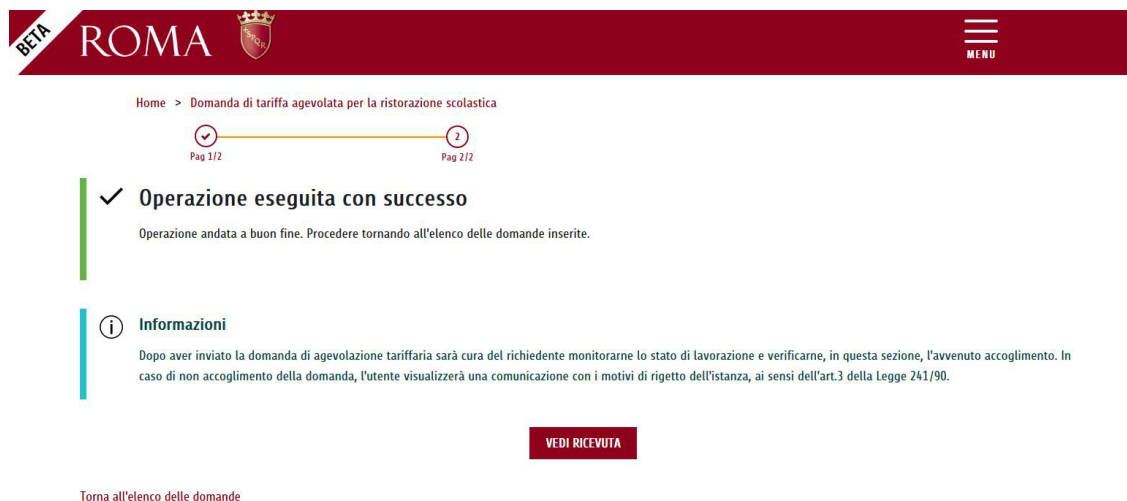 BETA
ROMA
SPQR
MENU
Home > Domanda di tariffa agevolata per la ristorazione scolastica
2
Pag 1/2 Pag 2/2
Operazione eseguita con successo
Operazione andata a buon fine. Procedere tornando all'elenco delle domande inserite.
Informazioni
Dopo aver inviato la domanda di agevolazione tariffaria sarà cura del richiedente monitorarne lo stato di lavorazione e verificarne, in questa sezione, l'avvenuto accoglimento. In
caso di non accoglimento della domanda, l'utente visualizzerà una comunicazione con i motivi di rigetto dell'istanza, ai sensi dell'art.3 della Legge 241/90.
VEDI RICEVUTA
Torna all'elenco delle domande